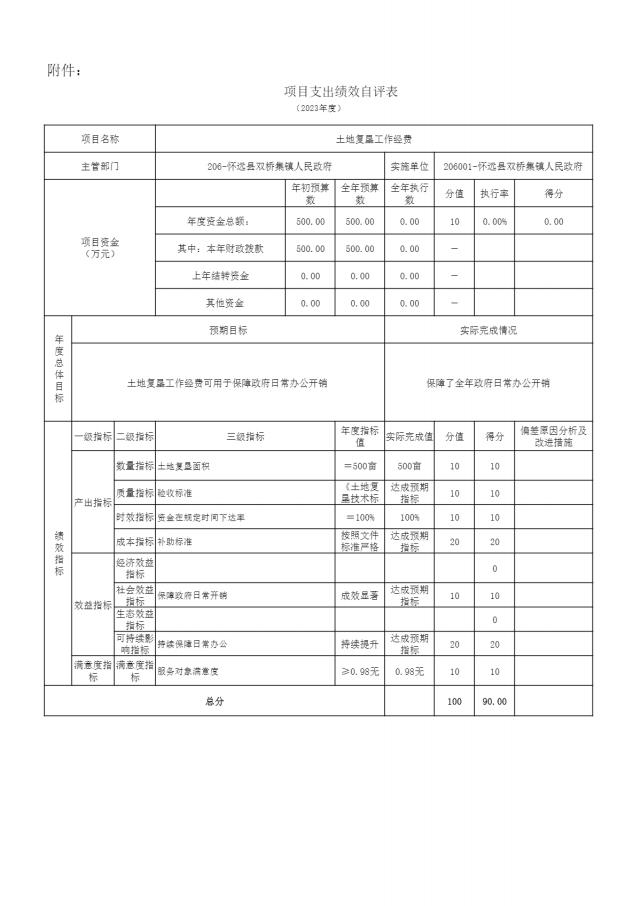 附件：
项目支出绩效自评表
（2023年度）
项目名称 土地复垦工作经费
主管部门 206-怀远县双桥集镇人民政府 实施单位 206001-怀远县双桥集镇人民政府
项目资金
（万元）
年初预算数 全年预算数 全年执行数 分值 执行率 得分
年度资金总额： 500.00 500.00 0.00 10 0.00% 0.00
其中：本年财政拨款 500.00 500.00 0.00 －
上年结转资金 0.00 0.00 0.00 －
其他资金 0.00 0.00 0.00 －
年度总体目标
预期目标 实际完成情况
土地复垦工作经费可用于保障政府日常办公开销 保障了全年政府日常办公开销
绩效指标
一级指标 二级指标 三级指标 年度指标值 实际完成值 分值 得分 偏差原因分析及改进措施
产出指标
数量指标 土地复垦面积 ＝500亩 500亩 10 10
质量指标 验收标准 《土地复垦技术标 达成预期指标 10 10
时效指标 资金在规定时间下达率 ＝100% 100% 10 10
成本指标 补助标准 按照文件标准严格 达成预期指标 20 20
效益指标
经济效益指标 0
社会效益指标 保障政府日常开销 成效显著 达成预期指标 10 10
生态效益指标 0
可持续影响指标 持续保障日常办公 持续提升 达成预期指标 20 20
满意度指标 满意度指标 服务对象满意度 ≥0.98无 0.98无 10 10
总分 100 90.00